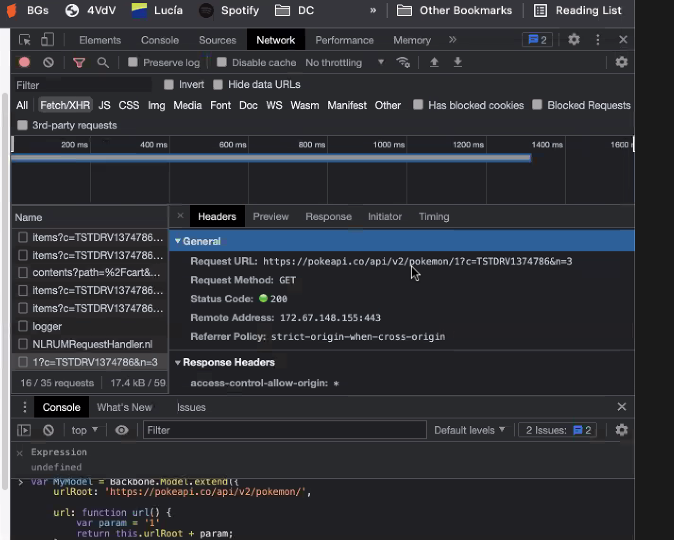 BGs 4VdV Lucía Spotify DC » Other Bookmarks Reading List
Elements Console Sources Network Performance Memory » 2
Preserve log Disable cache No throttling
Filter Invert Hide data URLs
All Fetch/XHR JS CSS Img Media Font Doc WS Wasm Manifest Other Has blocked cookies Blocked Requests
3rd-party requests
200 ms 400 ms 600 ms 800 ms 1000 ms 1200 ms 1400 ms 1600
Name × Headers Preview Response Initiator Timing
items?c=TSTDRV1374786...
items?c=TSTDRV1374786...
contents?path=%2Fcart&...
items?c=TSTDRV1374786...
items?c=TSTDRV1374786...
logger
NLRUMRequestHandler.nl
1?c=TSTDRV1374786&n=3
16 / 35 requests 17.4 kB / 59
General
Request URL: https://pokeapi.co/api/v2/pokemon/1?c=TSTDRV1374786&n=3
Request Method: GET
Status Code: 200
Remote Address: 172.67.148.155:443
Referrer Policy: strict-origin-when-cross-origin
Response Headers
access-control-allow-origin: *
Console What's New Issues
top Filter Default levels 2 Issues: 2
Expression
undefined
> var MyModel = Backbone.Model.extend({
urlRoot: 'https://pokeapi.co/api/v2/pokemon/',
url: function url() {
var param = '1'
return this.urlRoot + param;